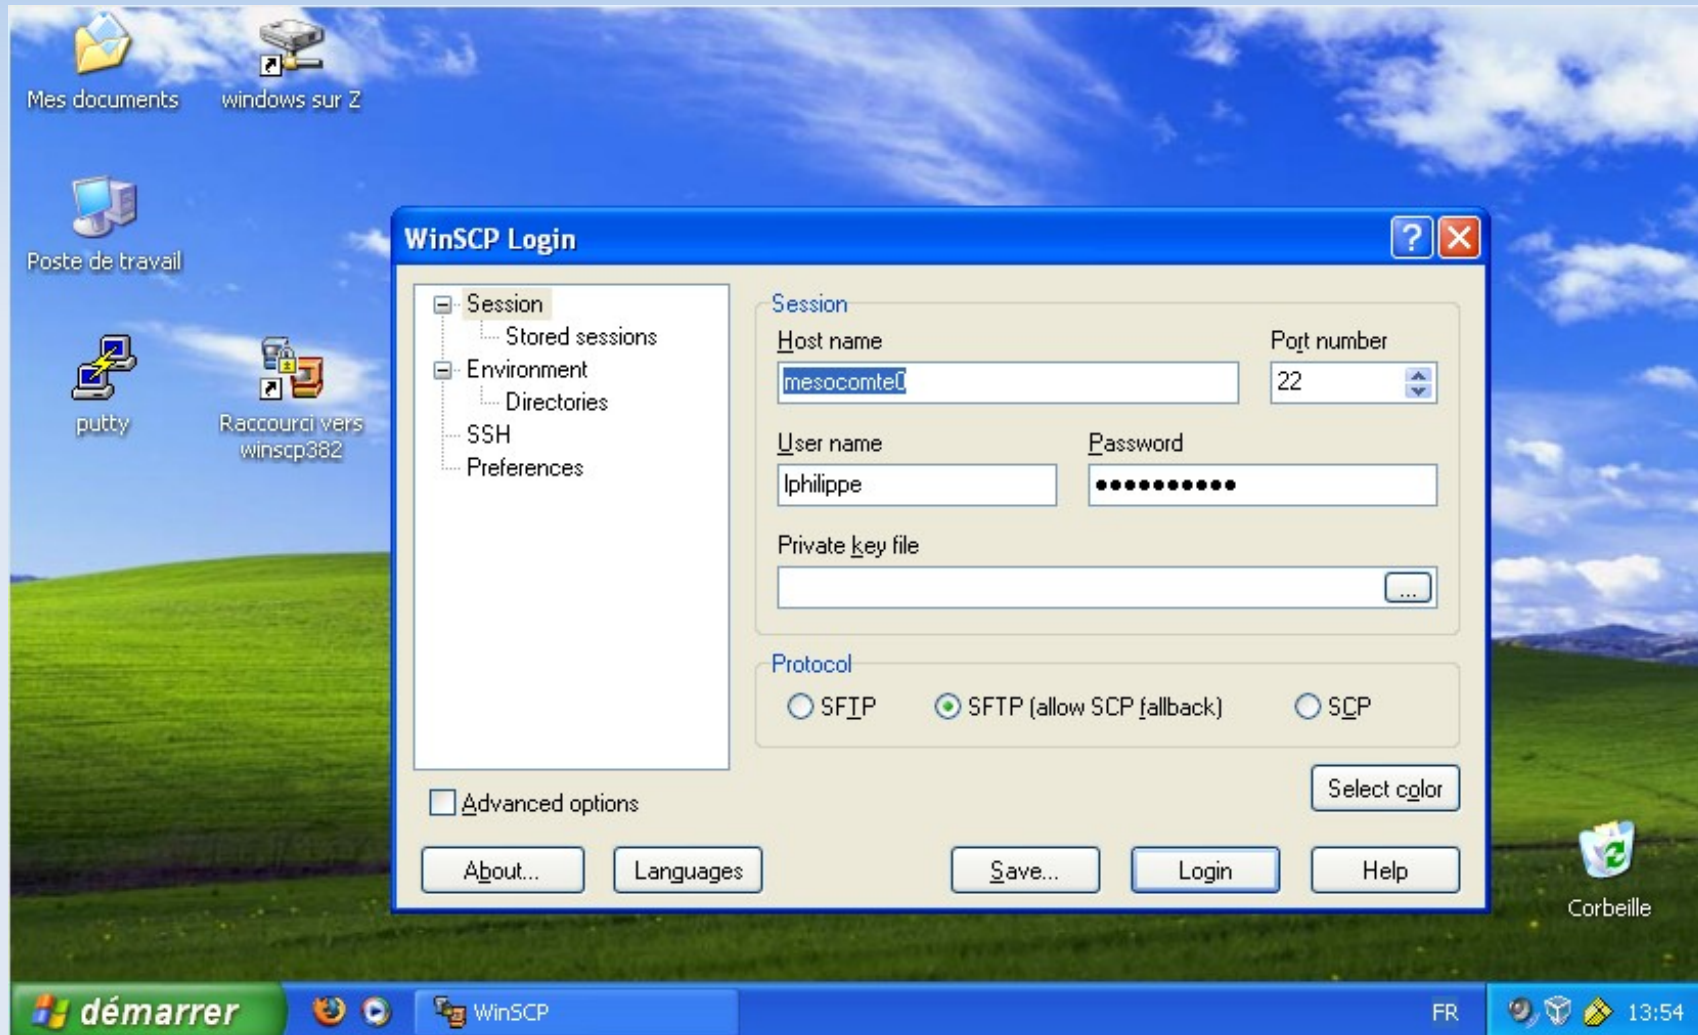 Mes documents
windows sur Z
Poste de travail
putty
Raccourci vers
winscp382
WinSCP Login
Session
Stored sessions
Environment
Directories
SSH
Preferences
Session
Host name
Port number
mesocomte0
22
User name
Password
lphilippe
●●●●●●●●●●
Private key file
...
Protocol
SFTP
SFTP (allow SCP fallback)
SCP
Select color
Advanced options
About...
Languages
Save...
Login
Help
Corbeille
démarrer
WinSCP
FR
13:54